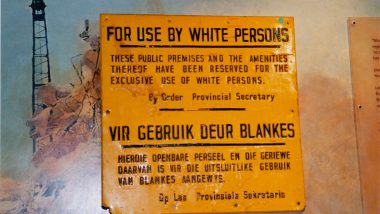 FOR USE BY WHITE PERSONS
THESE PUBLIC PREMISES AND THE AMENITIES
THEREOF HAVE BEEN RESERVED FOR THE
EXCLUSIVE USE OF WHITE PERSONS.
By Order Provincial Secretary
VIR GEBRUIK DEUR BLANKES
HIERDIE OPENBARE PERSEEL EN DIE GERIEWE
DAARVAN IS VIR DIE UITSLUITLIKE GEBRUIK
VAN BLANKES AANGEWYS.
Op Las Provinsiale Sekretaris